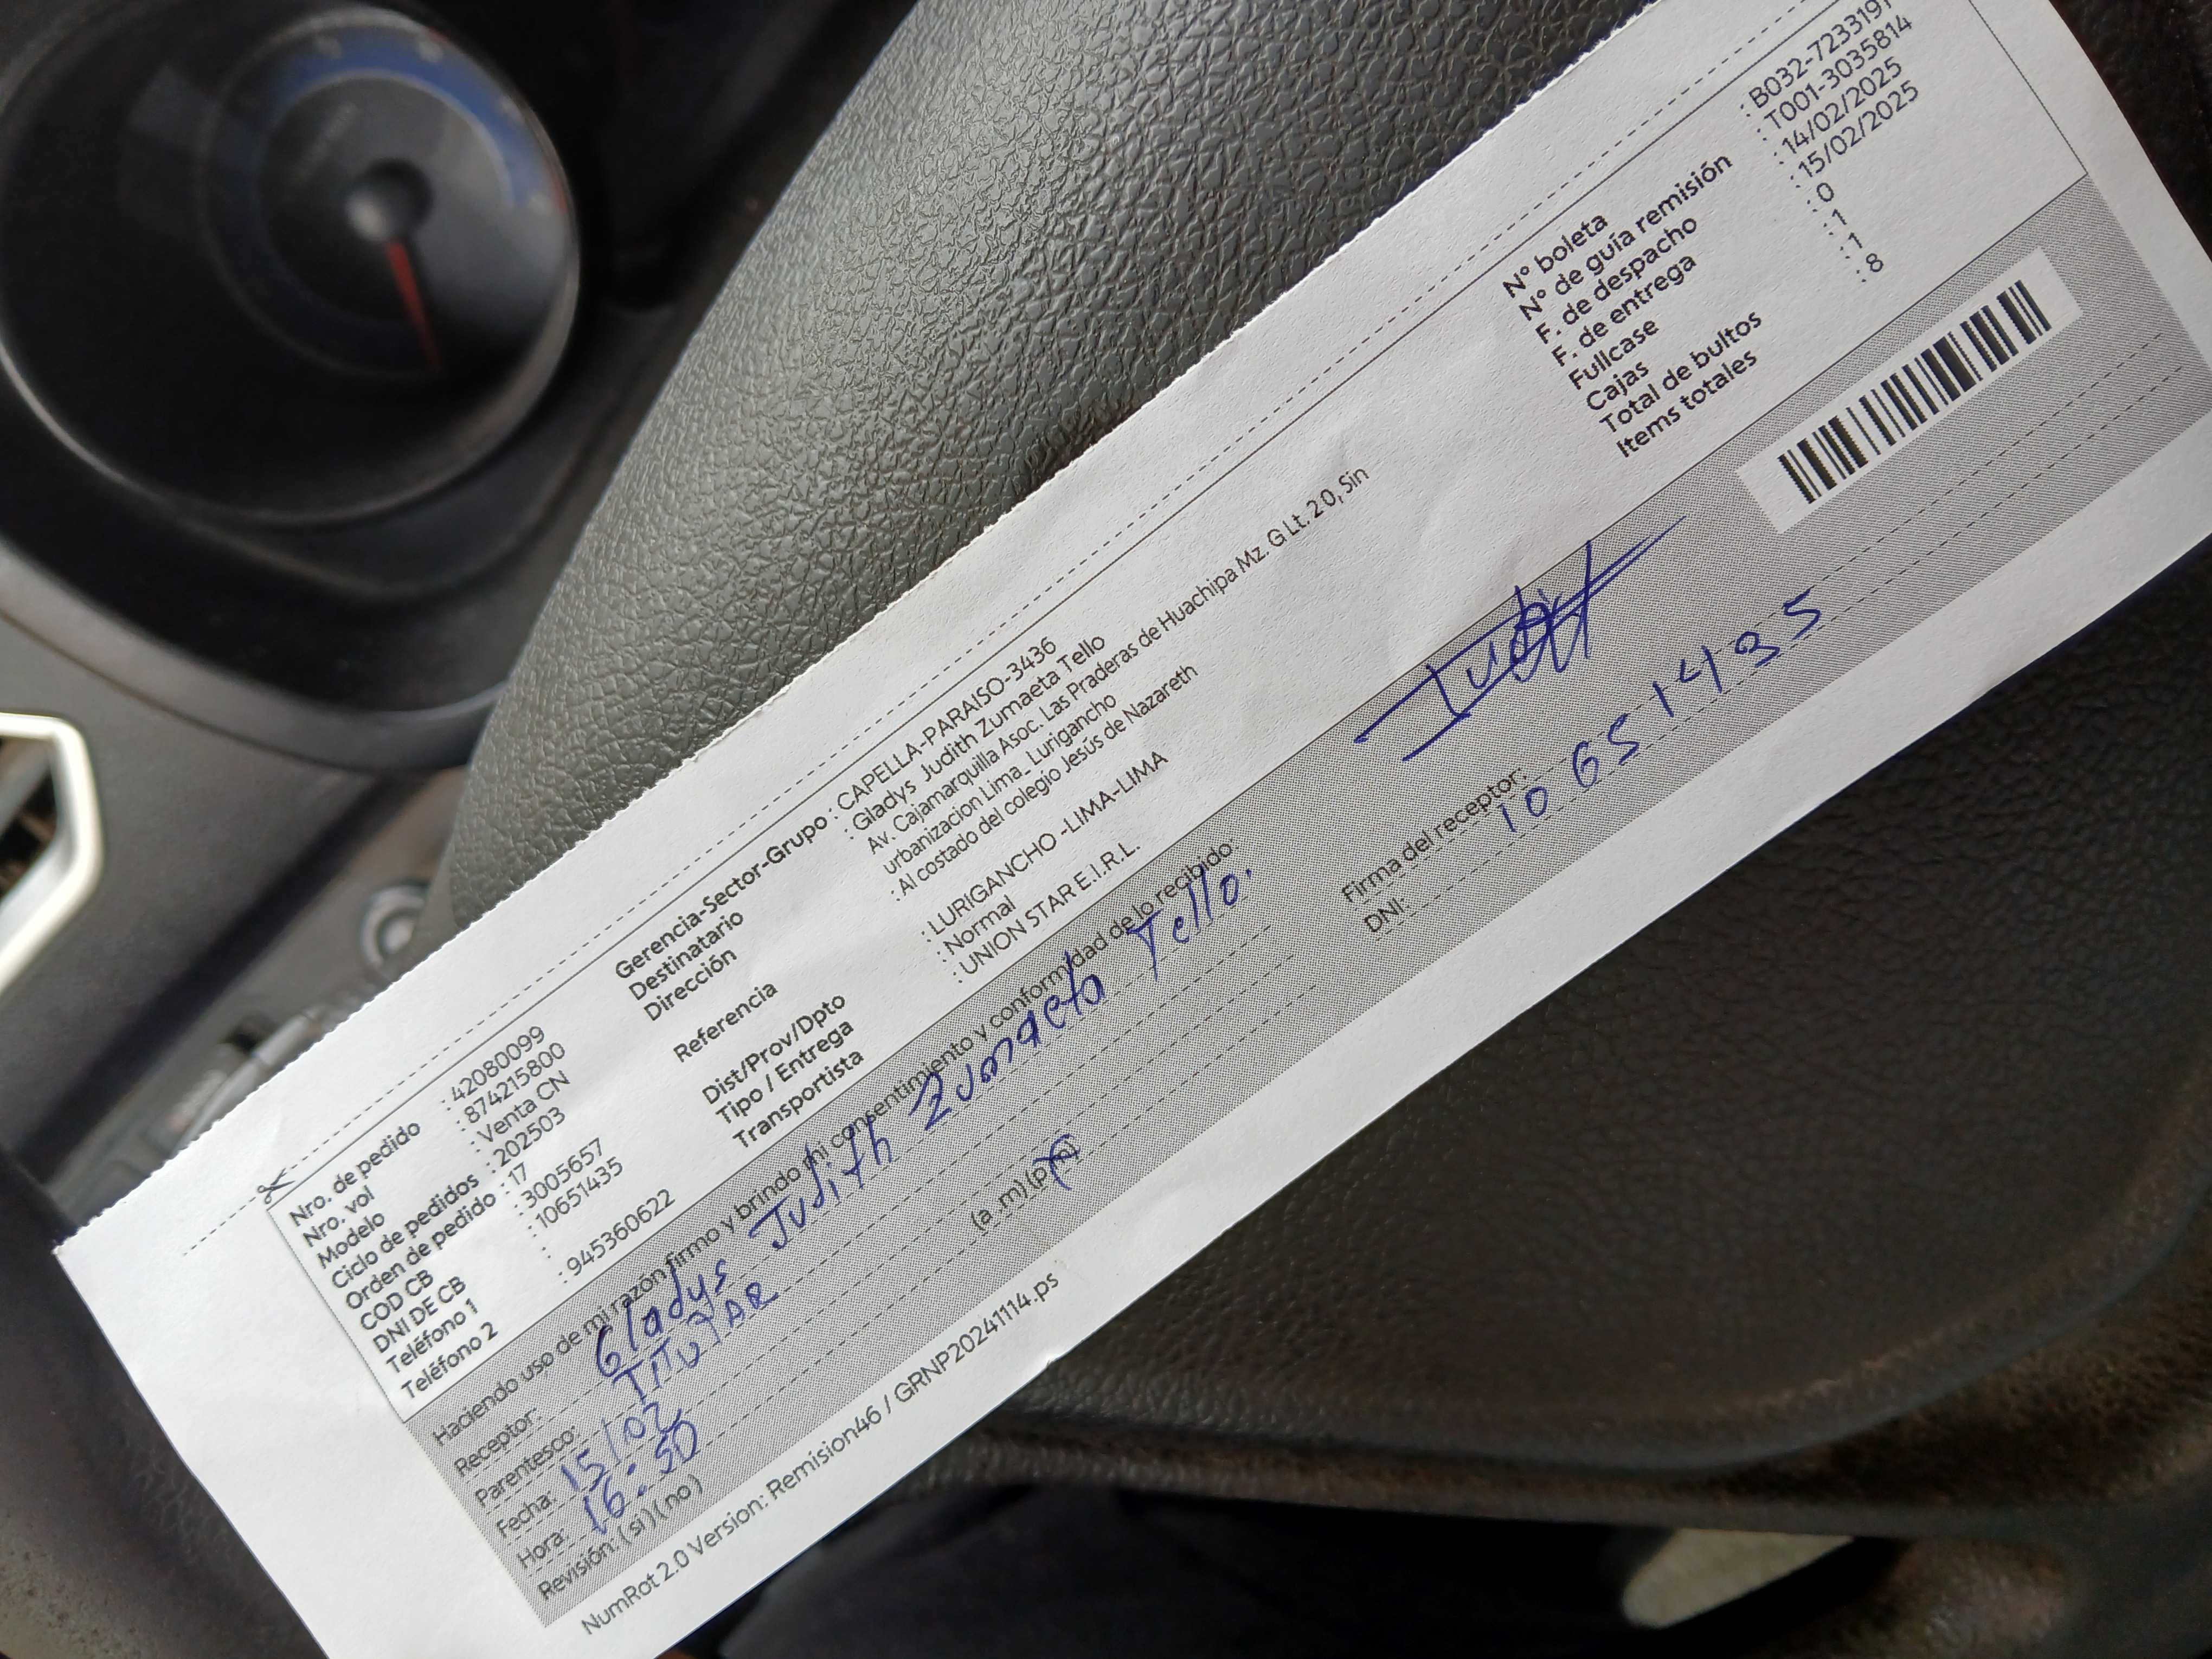 Nro. de pedido : 42080099
Nro. vol : 874215800
Modelo : Venta CN
Ciclo de pedidos : 202503
Orden de pedido : 17
COD CB : 3005657
DNI DE CB : 10651435
Teléfono 1 :
Teléfono 2 : 945360622
Gerencia-Sector-Grupo : CAPELLA-PARAISO-3436
Destinatario : Gladys Judith Zumaeta Tello
Dirección Av. Cajamarquilla Asoc. Las Praderas de Huachipa Mz. G Lt. 20, Sin
urbanizacion Lima_ Lurigancho
Referencia : Al costado del colegio Jesús de Nazareth
Dist/Prov/Dpto : LURIGANCHO -LIMA-LIMA
Tipo / Entrega : Normal
Transportista : UNION STAR E.I.R.L.
N° boleta : B032-7233191
N° de guía remisión : T001-3035814
F. de despacho : 14/02/2025
F. de entrega : 15/02/2025
Fullcase : 0
Cajas : 1
Total de bultos : 1
Items totales : 8
Haciendo uso de mi razón firmo y brindo mi consentimiento y conformidad de lo recibido:
Receptor: Gladys Judith Zumaeta Tello.
Parentesco: TITUTAR
Fecha: 15/02
Hora: 16:50 (a. m) (p. m)
Revisión: (si) (no)
Judit
Firma del receptor:
DNI: 10651435
NumRot 2.0 Version: Remision46 / GRNP20241114.ps